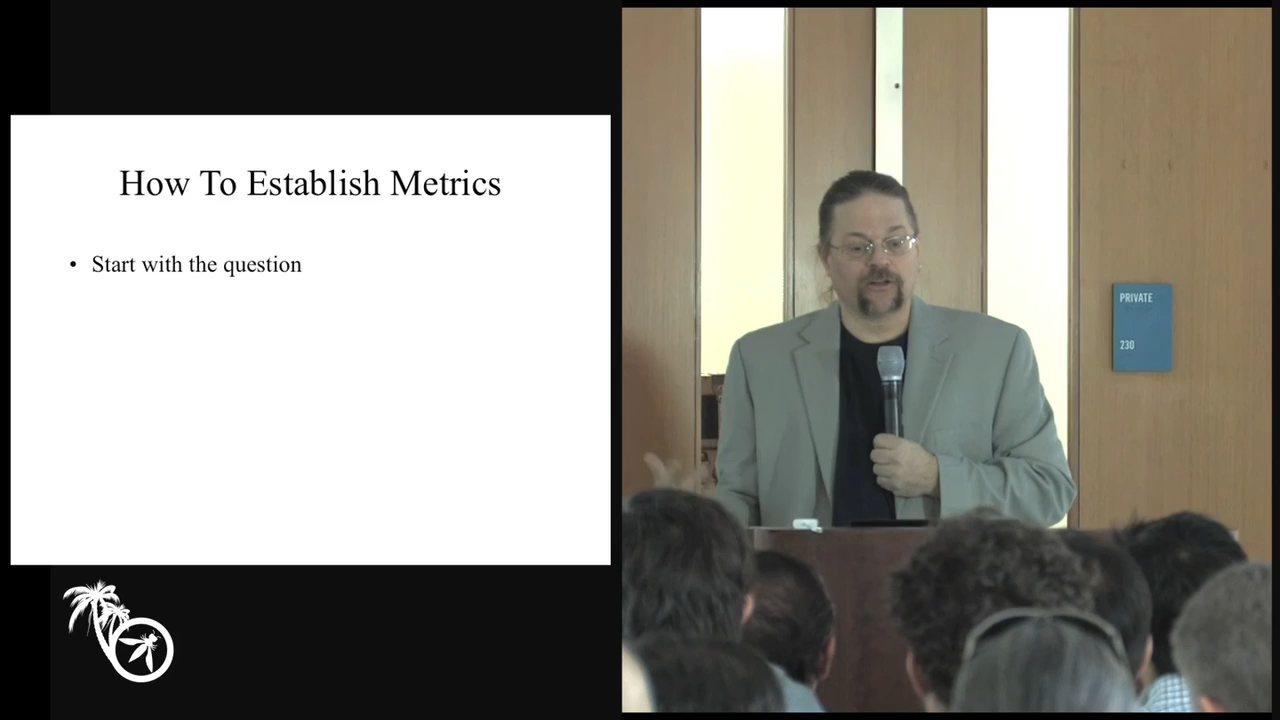 How To Establish Metrics
• Start with the question
PRIVATE
230